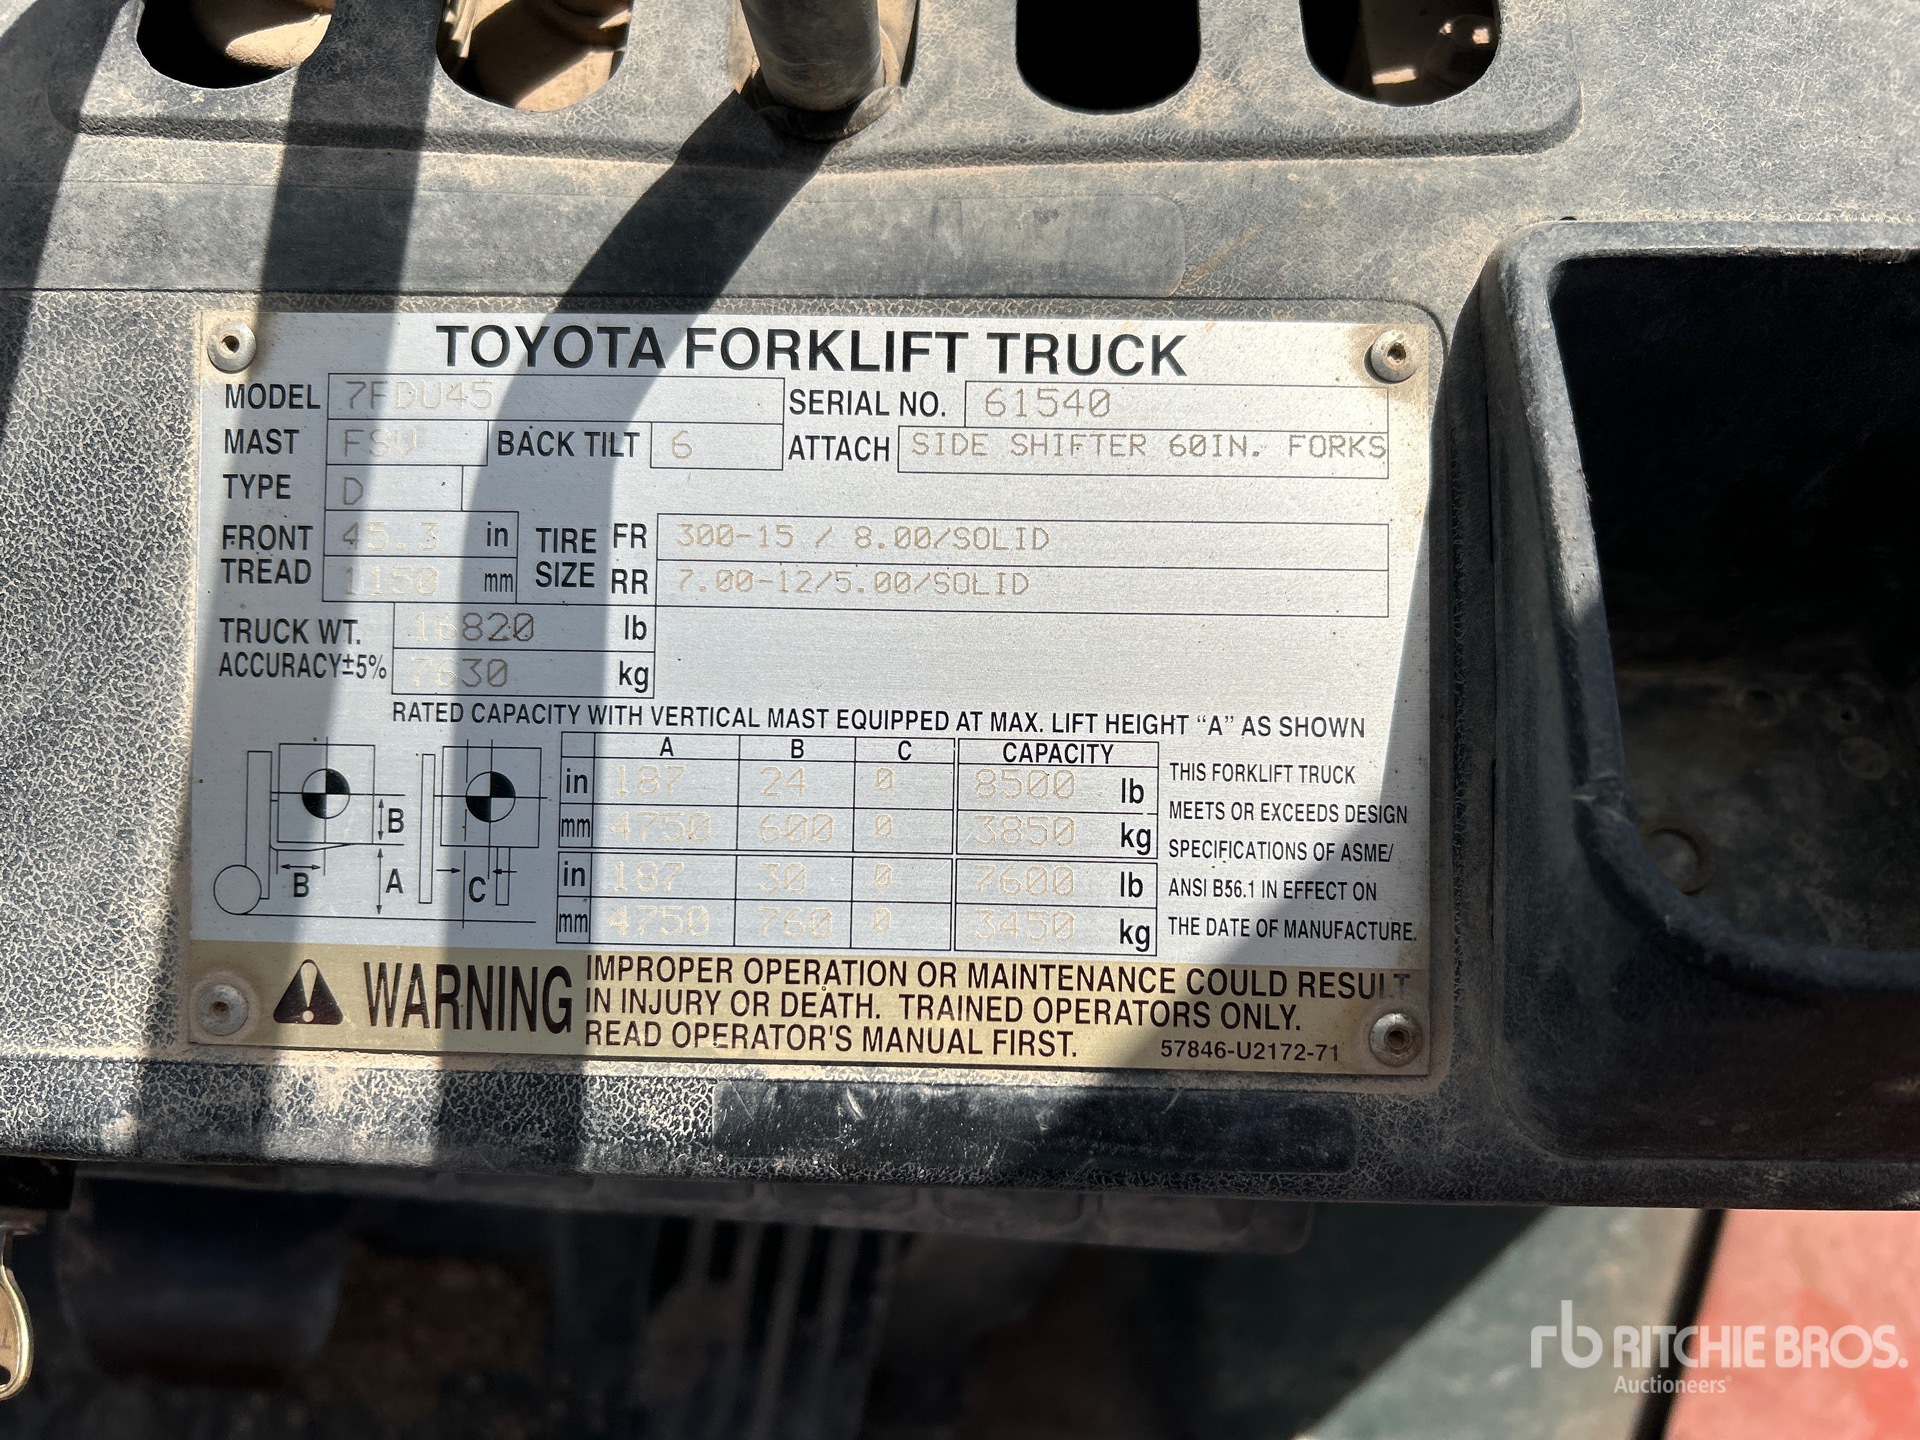 TOYOTA FORKLIFT TRUCK
MODEL 7FDU45 SERIAL NO. 61540
MAST FSV BACK TILT 6 ATTACH SIDE SHIFTER 60IN. FORKS
TYPE D
FRONT TREAD 45.3 in TIRE SIZE FR 300-15 / 8.00/SOLID
1150 mm RR 7.00-12/5.00/SOLID
TRUCK WT. 16820 lb
ACCURACY±5% 7630 kg
RATED CAPACITY WITH VERTICAL MAST EQUIPPED AT MAX. LIFT HEIGHT "A" AS SHOWN
A B C CAPACITY
in 187 24 0 8500 lb
mm 4750 600 0 3850 kg
in 187 30 0 7600 lb
mm 4750 760 0 3450 kg
B
B A C
THIS FORKLIFT TRUCK
MEETS OR EXCEEDS DESIGN
SPECIFICATIONS OF ASME/
ANSI B56.1 IN EFFECT ON
THE DATE OF MANUFACTURE.
WARNING
IMPROPER OPERATION OR MAINTENANCE COULD RESULT
IN INJURY OR DEATH. TRAINED OPERATORS ONLY.
READ OPERATOR'S MANUAL FIRST.
57846-U2172-71
rb RITCHIE BROS.
Auctioneers